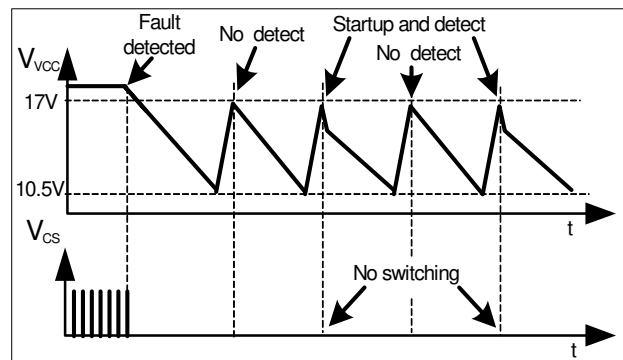 Fault
detected
No detect
Startup and detect
No detect
VVCC
17V
10.5V
t
VCS
No switching
t